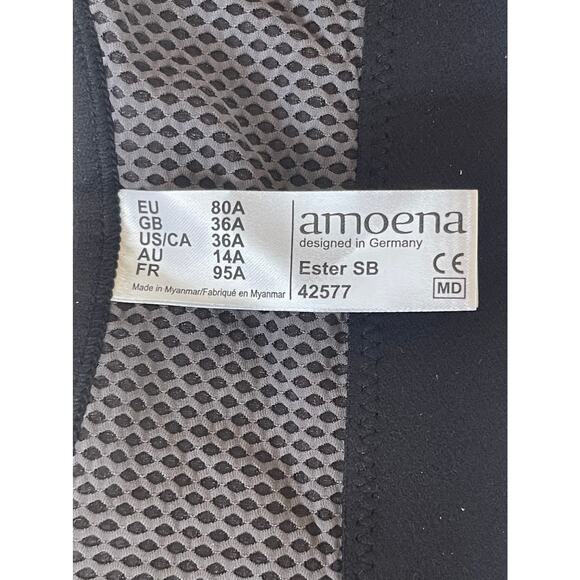 EU 80A
GB 36A
US/CA 36A
AU 14A
FR 95A
Made in Myanmar/Fabriqué en Myanmar
amoena
designed in Germany
Ester SB CE
42577 MD